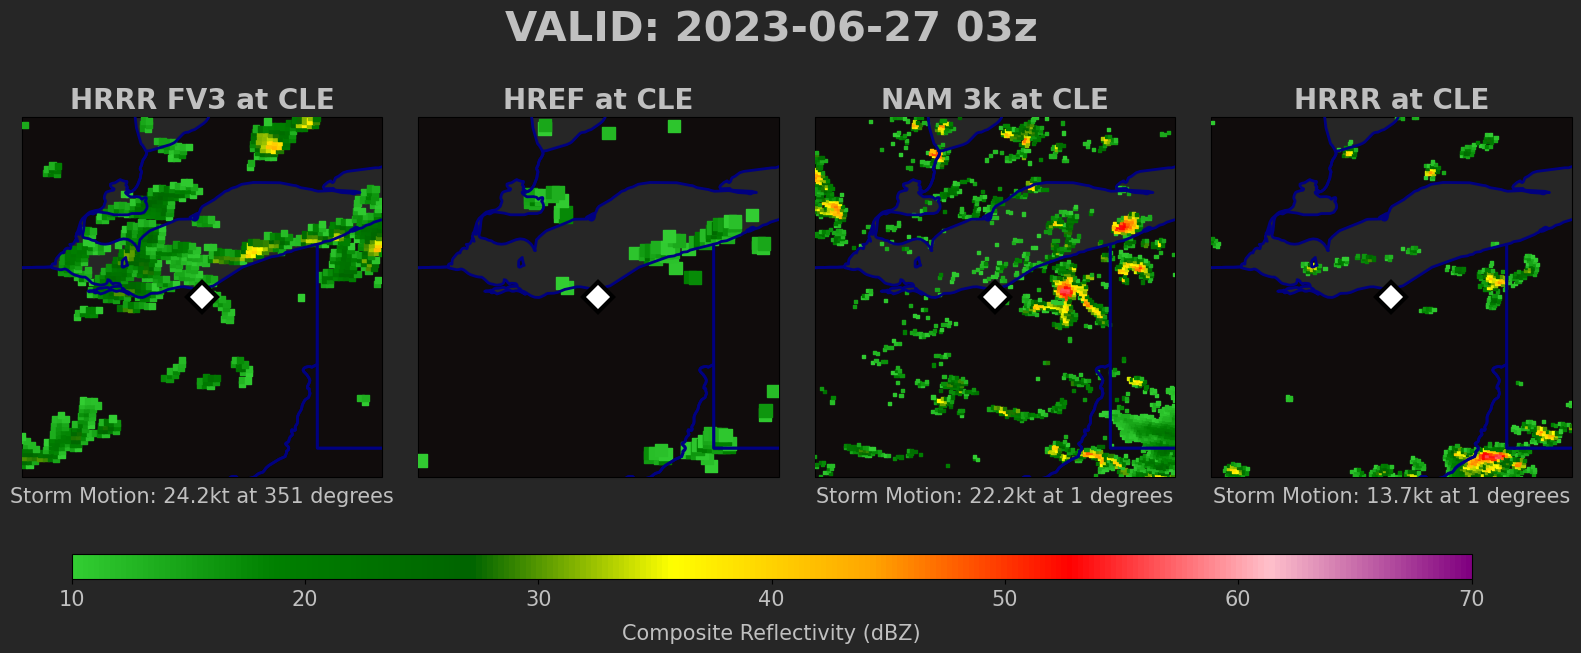 VALID: 2023-06-27 03z
HRRR FV3 at CLE
HREF at CLE
NAM 3k at CLE
HRRR at CLE
Storm Motion: 24.2kt at 351 degrees
Storm Motion: 22.2kt at 1 degrees
Storm Motion: 13.7kt at 1 degrees
10 20 30 40 50 60 70
Composite Reflectivity (dBZ)